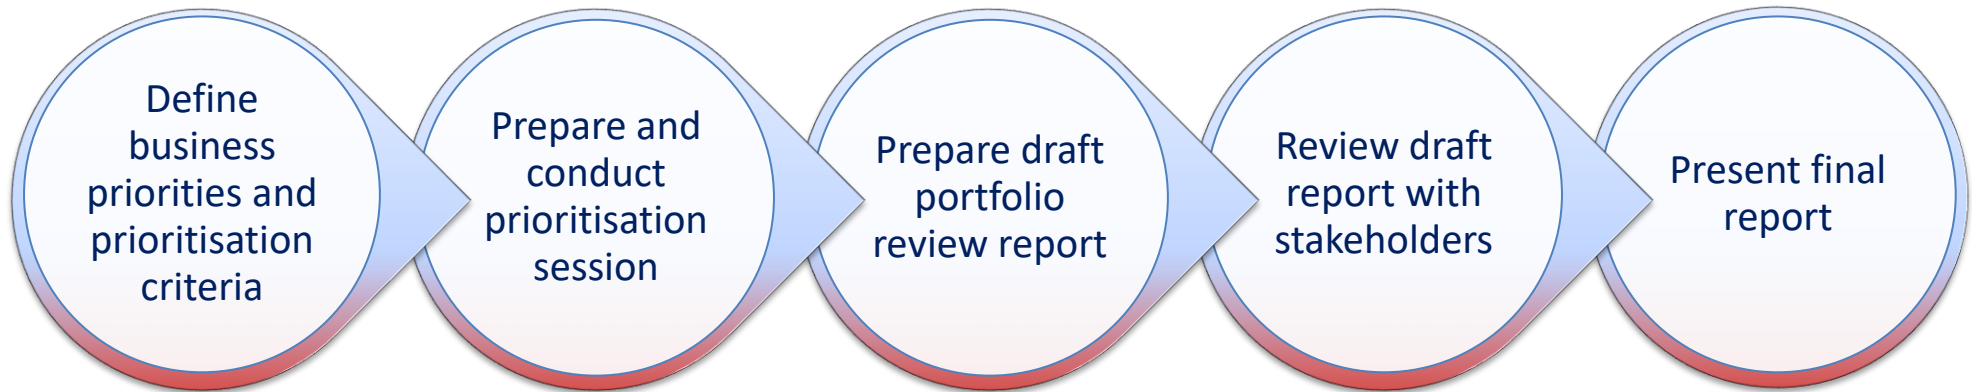 Define
business
priorities and
prioritisation
criteria
Prepare and
conduct
prioritisation
session
Prepare draft
portfolio
review report
Review draft
report with
stakeholders
Present final
report